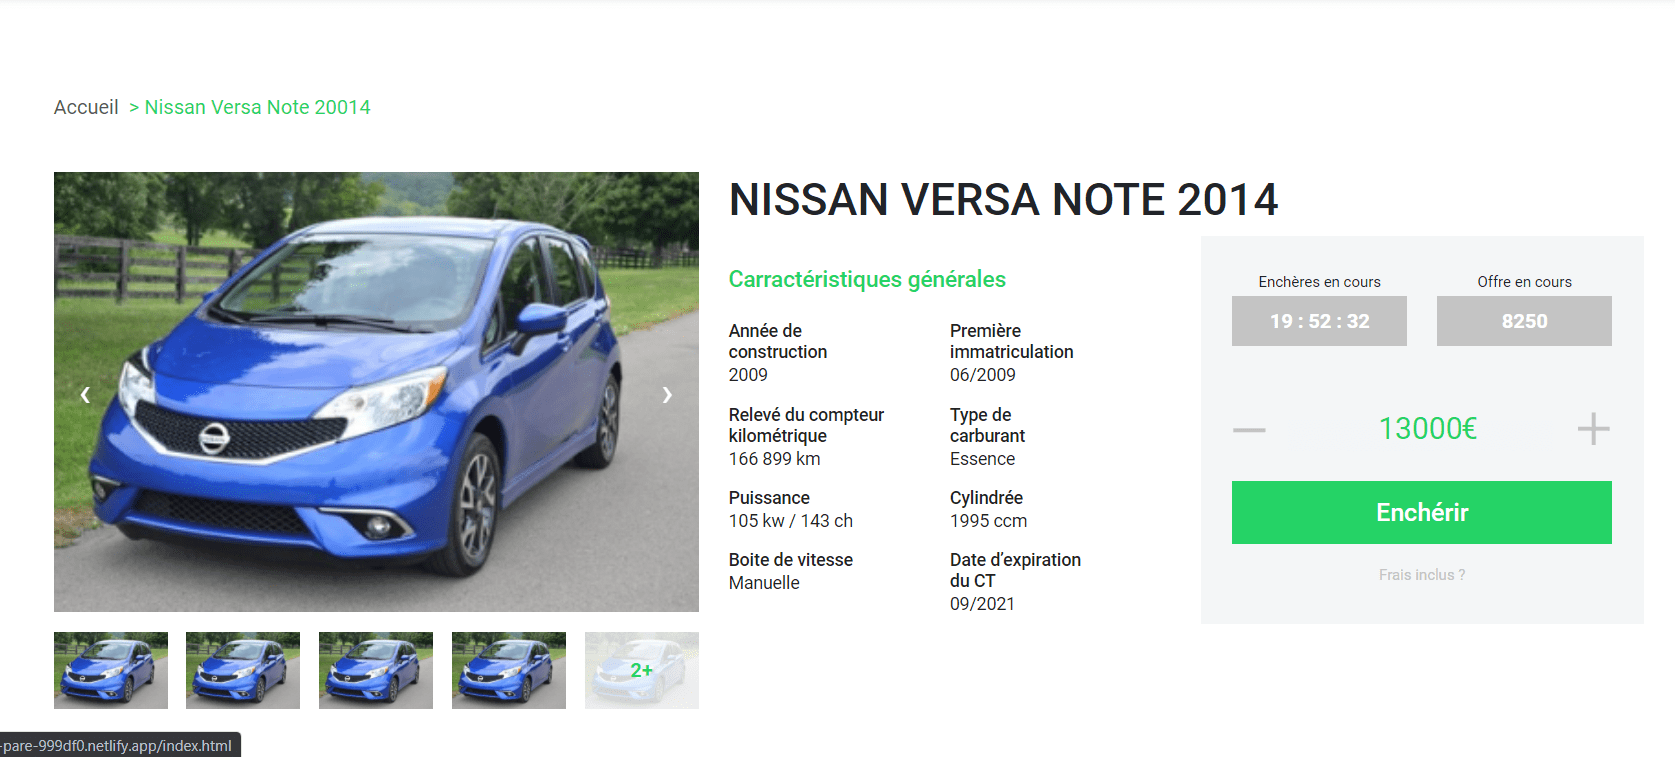 Accueil > Nissan Versa Note 20014
NISSAN VERSA NOTE 2014
Carractéristiques générales
Année de
construction
2009
Première
immatriculation
06/2009
Relevé du compteur
kilométrique
166 899 km
Type de
carburant
Essence
Puissance
105 kw / 143 ch
Cylindrée
1995 ccm
Boite de vitesse
Manuelle
Date d’expiration
du CT
09/2021
Enchères en cours
19 : 52 : 32
Offre en cours
8250
13000€
Enchérir
Frais inclus ?
2+
-pare-999df0.netlify.app/index.html